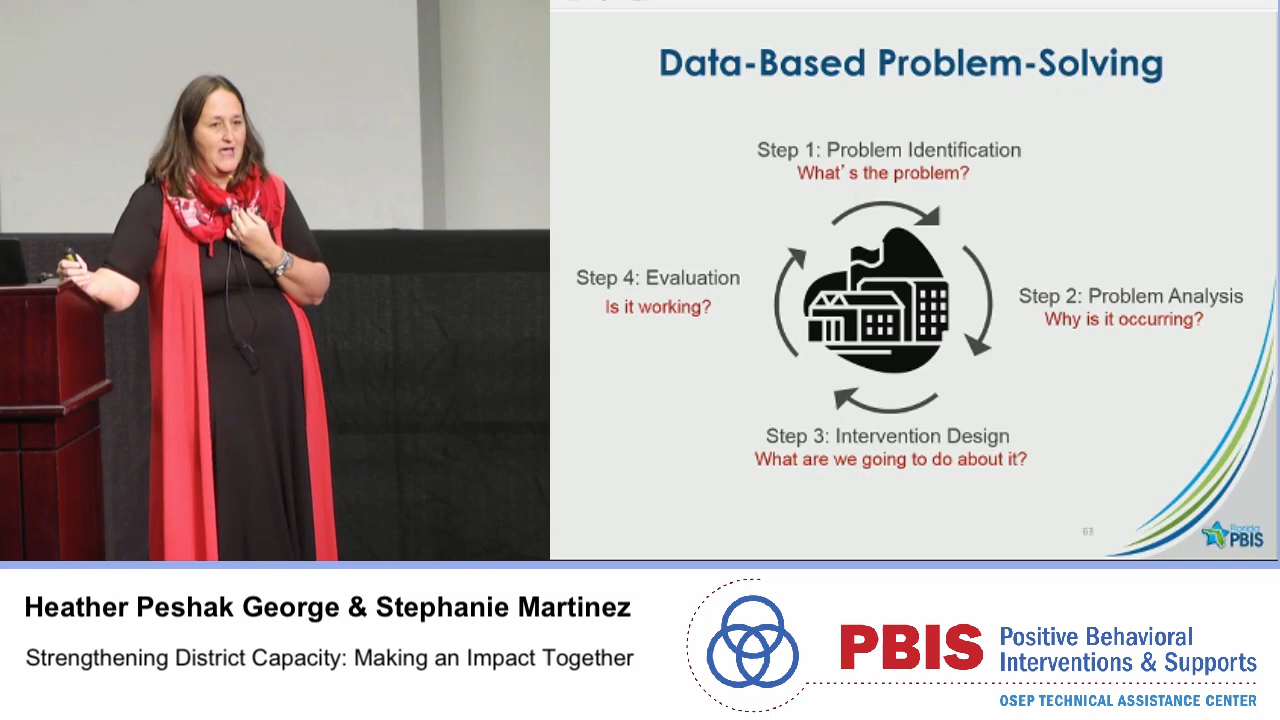 Data-Based Problem-Solving
Step 1: Problem Identification
What's the problem?
Step 4: Evaluation
Is it working?
Step 2: Problem Analysis
Why is it occurring?
Step 3: Intervention Design
What are we going to do about it?
63
Florida
PBIS
Heather Peshak George & Stephanie Martinez
Strengthening District Capacity: Making an Impact Together
PBIS
Positive Behavioral
Interventions & Supports
OSEP TECHNICAL ASSISTANCE CENTER